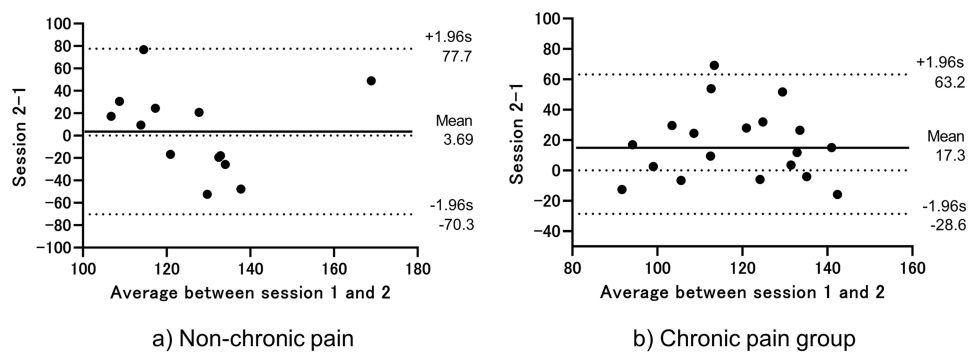 100
80
60
40
20
0
−20
−40
−60
−80
−100
Session 2−1
100
120
140
160
180
Average between session 1 and 2
+1.96s
77.7
Mean
3.69
-1.96s
-70.3
a) Non-chronic pain
100
80
60
40
20
0
−20
−40
Session 2−1
80
100
120
140
160
Average between session 1 and 2
+1.96s
63.2
Mean
17.3
-1.96s
-28.6
b) Chronic pain group